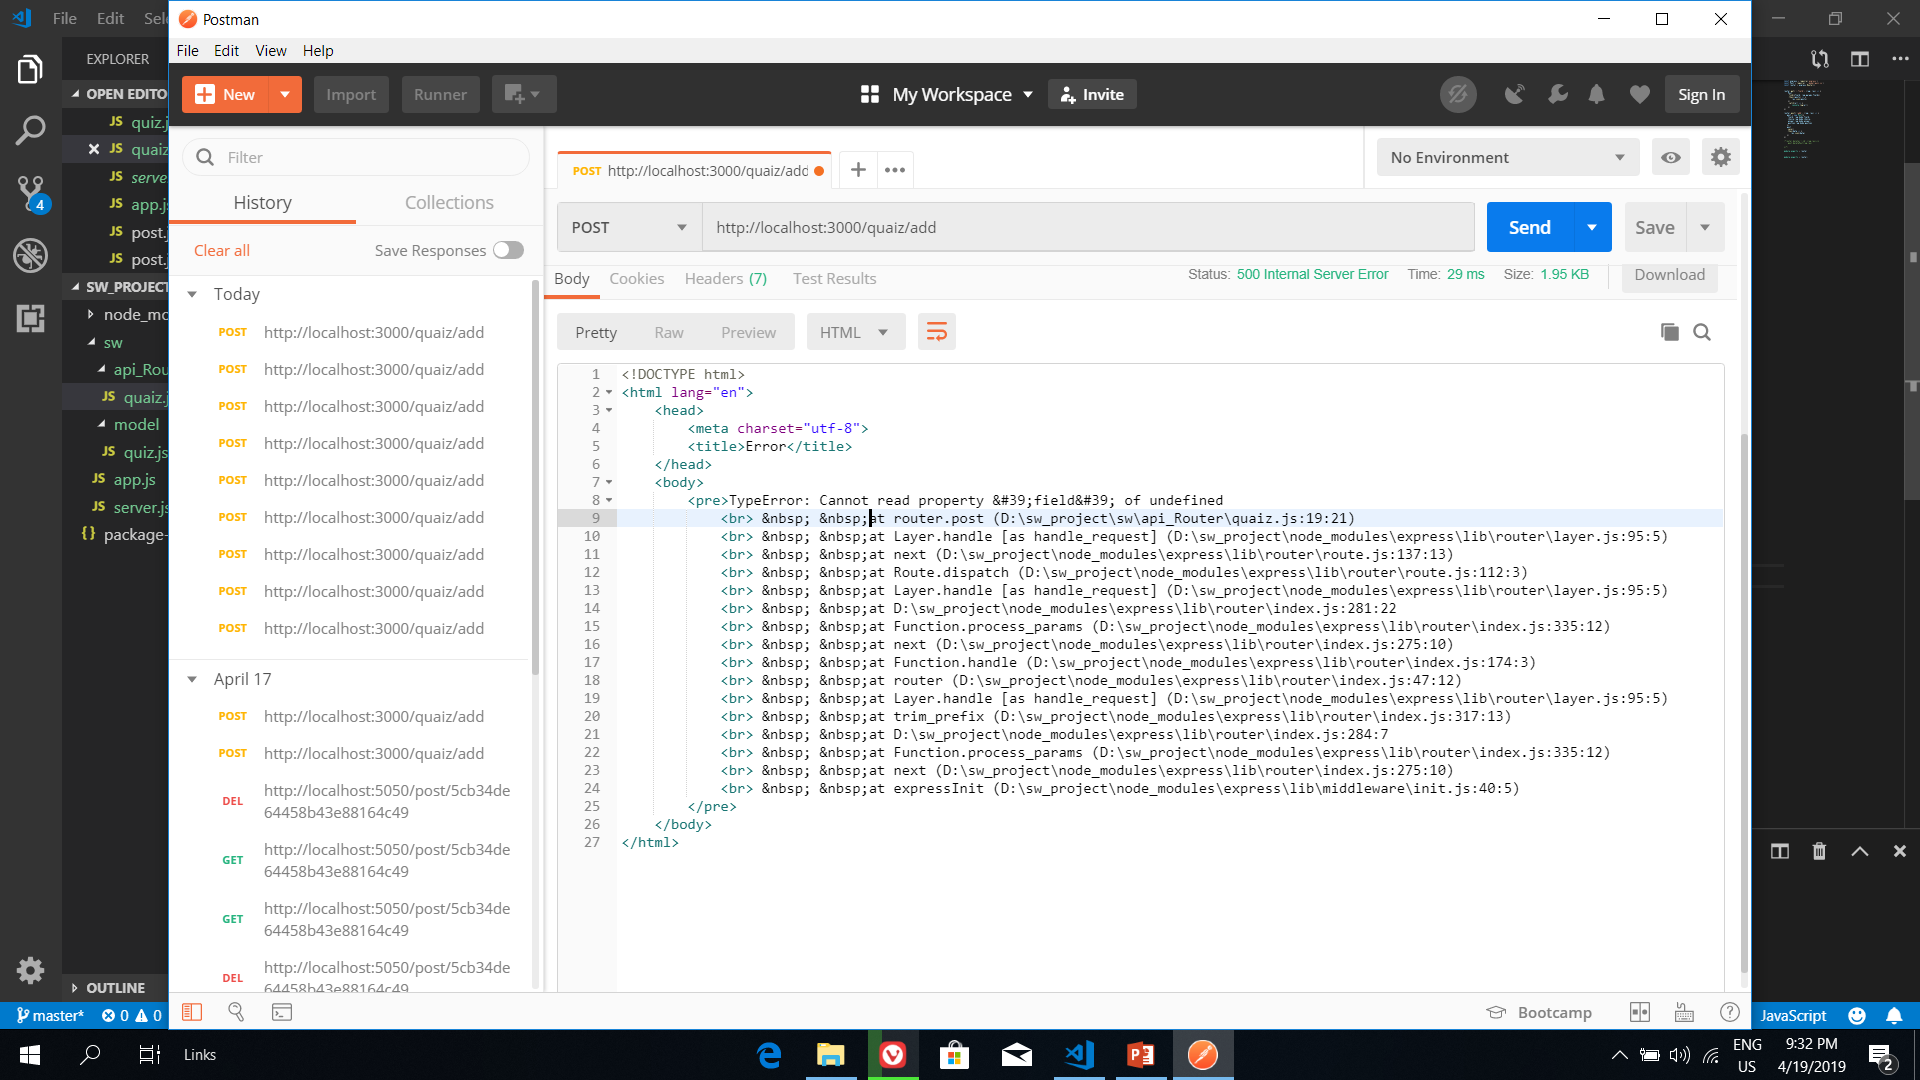 File Edit Sel
Postman
File Edit View Help
New
Import
Runner
My Workspace
Invite
Sign In
EXPLORER
OPEN EDITO
JS quiz.j
JS quaiz
JS serve
JS app.j
JS post.j
JS post.j
SW_PROJECT
node_mo
sw
api_Rou
JS quaiz.j
model
JS quiz.js
JS app.js
JS server.js
{} package-
OUTLINE
Filter
History
Collections
Clear all
Save Responses
Today
POST http://localhost:3000/quaiz/add
POST http://localhost:3000/quaiz/add
POST http://localhost:3000/quaiz/add
POST http://localhost:3000/quaiz/add
POST http://localhost:3000/quaiz/add
POST http://localhost:3000/quaiz/add
POST http://localhost:3000/quaiz/add
POST http://localhost:3000/quaiz/add
POST http://localhost:3000/quaiz/add
April 17
POST http://localhost:3000/quaiz/add
POST http://localhost:3000/quaiz/add
DEL http://localhost:5050/post/5cb34de
64458b43e88164c49
GET http://localhost:5050/post/5cb34de
64458b43e88164c49
GET http://localhost:5050/post/5cb34de
64458b43e88164c49
DEL http://localhost:5050/post/5cb34de
64458b43e88164c49
POST http://localhost:3000/quaiz/add
No Environment
POST
http://localhost:3000/quaiz/add
Send
Save
Body Cookies Headers (7) Test Results
Status: 500 Internal Server Error Time: 29 ms Size: 1.95 KB
Download
Pretty Raw Preview
HTML
1 <!DOCTYPE html>
2 <html lang="en">
3 <head>
4 <meta charset="utf-8">
5 <title>Error</title>
6 </head>
7 <body>
8 <pre>TypeError: Cannot read property &#39;field&#39; of undefined
9 <br> &nbsp; &nbsp;at router.post (D:\sw_project\sw\api_Router\quaiz.js:19:21)
10 <br> &nbsp; &nbsp;at Layer.handle [as handle_request] (D:\sw_project\node_modules\express\lib\router\layer.js:95:5)
11 <br> &nbsp; &nbsp;at next (D:\sw_project\node_modules\express\lib\router\route.js:137:13)
12 <br> &nbsp; &nbsp;at Route.dispatch (D:\sw_project\node_modules\express\lib\router\route.js:112:3)
13 <br> &nbsp; &nbsp;at Layer.handle [as handle_request] (D:\sw_project\node_modules\express\lib\router\layer.js:95:5)
14 <br> &nbsp; &nbsp;at D:\sw_project\node_modules\express\lib\router\index.js:281:22
15 <br> &nbsp; &nbsp;at Function.process_params (D:\sw_project\node_modules\express\lib\router\index.js:335:12)
16 <br> &nbsp; &nbsp;at next (D:\sw_project\node_modules\express\lib\router\index.js:275:10)
17 <br> &nbsp; &nbsp;at Function.handle (D:\sw_project\node_modules\express\lib\router\index.js:174:3)
18 <br> &nbsp; &nbsp;at router (D:\sw_project\node_modules\express\lib\router\index.js:47:12)
19 <br> &nbsp; &nbsp;at Layer.handle [as handle_request] (D:\sw_project\node_modules\express\lib\router\layer.js:95:5)
20 <br> &nbsp; &nbsp;at trim_prefix (D:\sw_project\node_modules\express\lib\router\index.js:317:13)
21 <br> &nbsp; &nbsp;at D:\sw_project\node_modules\express\lib\router\index.js:284:7
22 <br> &nbsp; &nbsp;at Function.process_params (D:\sw_project\node_modules\express\lib\router\index.js:335:12)
23 <br> &nbsp; &nbsp;at next (D:\sw_project\node_modules\express\lib\router\index.js:275:10)
24 <br> &nbsp; &nbsp;at expressInit (D:\sw_project\node_modules\express\lib\middleware\init.js:40:5)
25 </pre>
26 </body>
27 </html>
4
master* 0 0
Bootcamp
JavaScript
Links
ENG
US
9:32 PM
4/19/2019
2